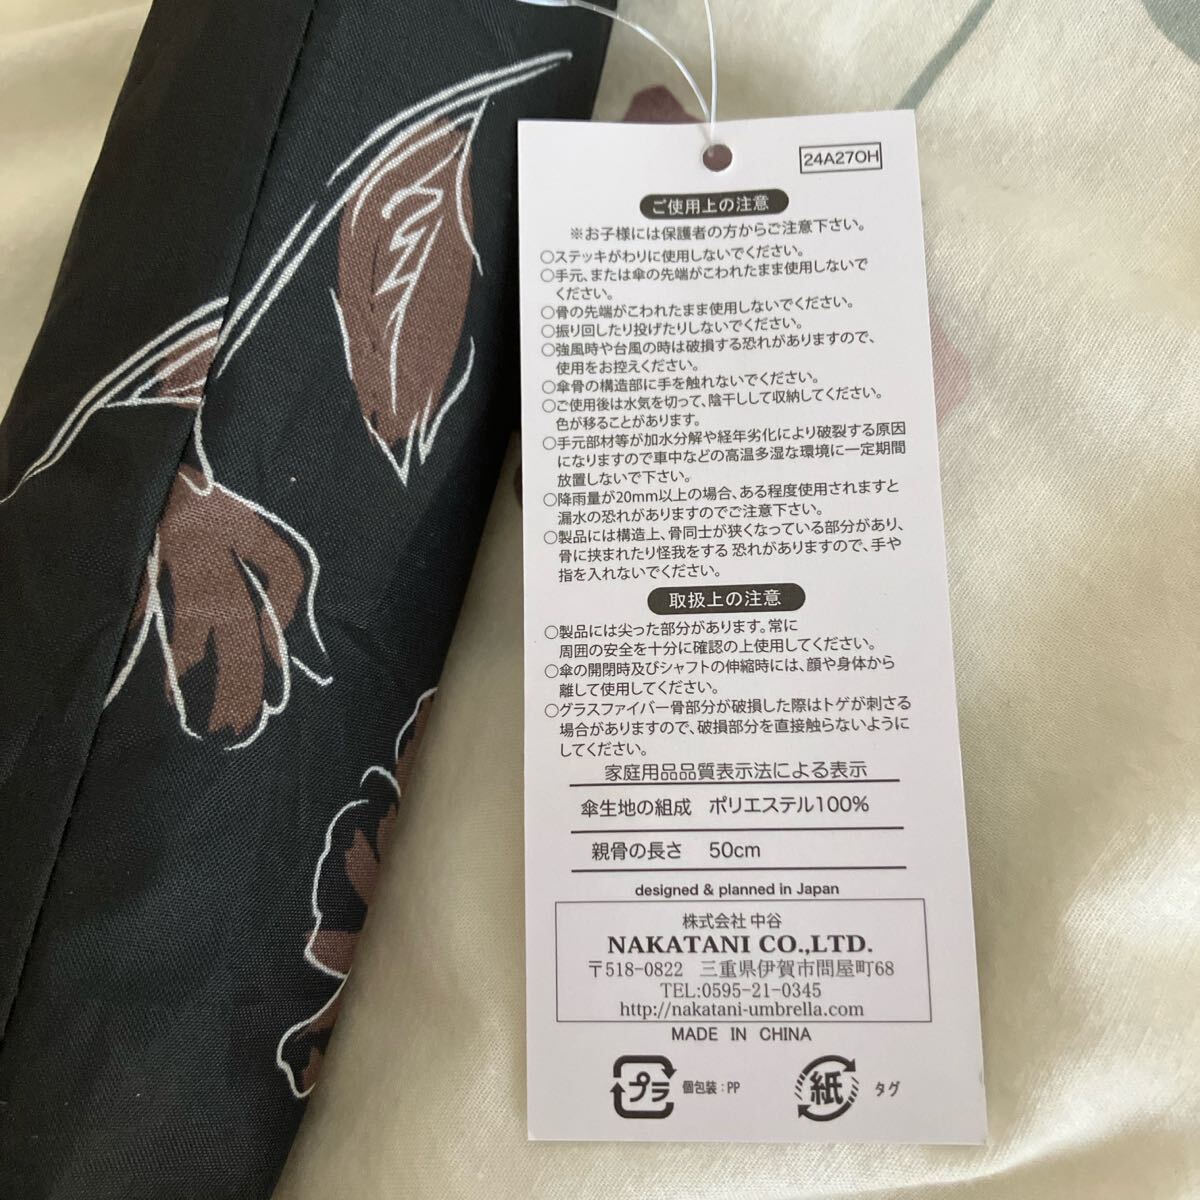 24A27OH
ご使用上の注意
※お子様には保護者の方からご注意下さい。
○ステッキがわりに使用しないでください。
○手元、または傘の先端がこわれたまま使用しないで
ください。
○骨の先端がこわれたまま使用しないでください。
○振り回したり投げたりしないでください。
○強風時や台風の時は破損する恐れがありますので、
使用をお控えください。
○傘骨の構造部に手を触れないでください。
○ご使用後は水気を切って、陰干しして収納してください。
色が移ることがあります。
○手元部材等が加水分解や経年劣化により破裂する原因
になりますので車中などの高温多湿な環境に一定期間
放置しないで下さい。
○降雨量が20mm以上の場合、ある程度使用されますと
漏水の恐れがありますのでご注意下さい。
○製品には構造上、骨同士が狭くなっている部分があり、
骨に挟まれたり怪我をする 恐れがありますので、手や
指を入れないでください。
取扱上の注意
○製品には尖った部分があります。常に
周囲の安全を十分に確認の上使用してください。
○傘の開閉時及びシャフトの伸縮時には、顔や身体から
離して使用してください。
○グラスファイバー骨部分が破損した際はトゲが刺さる
場合がありますので、破損部分を直接触らないように
してください。
家庭用品品質表示法による表示
傘生地の組成 ポリエステル100%
親骨の長さ 50cm
designed & planned in Japan
株式会社 中谷
NAKATANI CO.,LTD.
〒518-0822 三重県伊賀市問屋町68
TEL:0595-21-0345
http://nakatani-umbrella.com
MADE IN CHINA
プラ 個包装:PP 紙 タグ